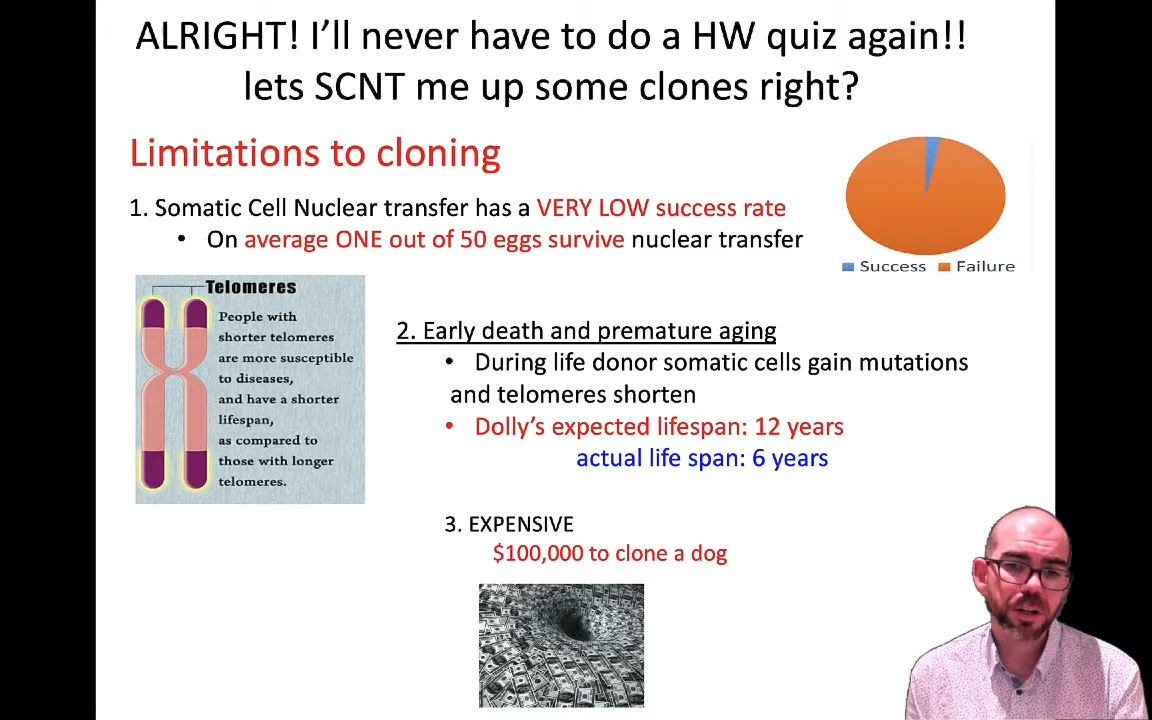 ALRIGHT! I'll never have to do a HW quiz again!!
lets SCNT me up some clones right?
Limitations to cloning
1. Somatic Cell Nuclear transfer has a VERY LOW success rate
• On average ONE out of 50 eggs survive nuclear transfer
Success Failure
Telomeres
People with
shorter telomeres
are more susceptible
to diseases,
and have a shorter
lifespan,
as compared to
those with longer
telomeres.
2. Early death and premature aging
• During life donor somatic cells gain mutations
and telomeres shorten
• Dolly's expected lifespan: 12 years
actual life span: 6 years
3. EXPENSIVE
$100,000 to clone a dog